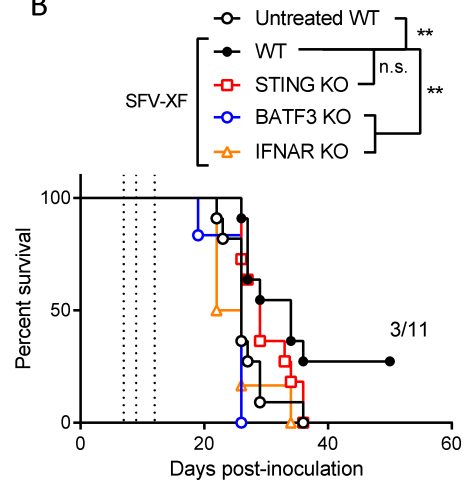 B
Untreated WT
**
WT
n.s.
STING KO
SFV-XF
**
BATF3 KO
IFNAR KO
100
50
0
Percent survival
3/11
0 20 40 60
Days post-inoculation